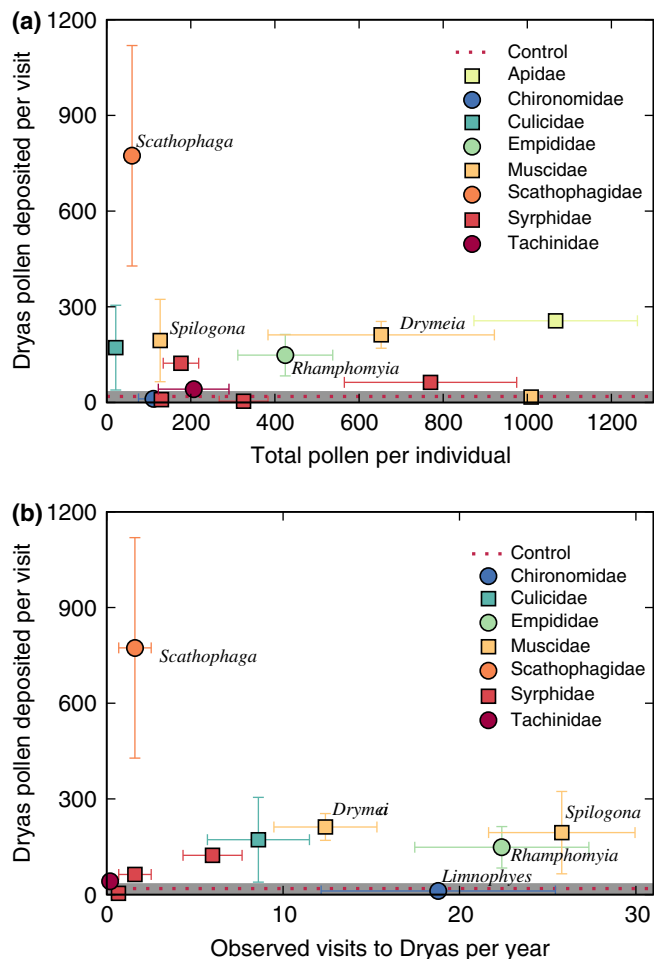 (a)
1200
900
600
300
0
Dryas pollen deposited per visit
Control
Apidae
Chironomidae
Culicidae
Empididae
Muscidae
Scathophagidae
Syrphidae
Tachinidae
Scathophaga
Spilogona
Drymeia
Rhamphomyia
0 200 400 600 800 1000 1200
Total pollen per individual
(b)
1200
900
600
300
0
Dryas pollen deposited per visit
Control
Chironomidae
Culicidae
Empididae
Muscidae
Scathophagidae
Syrphidae
Tachinidae
Scathophaga
Spilogona
Rhamphomyia
Limnophyes
0 10 20 30
Observed visits to Dryas per year